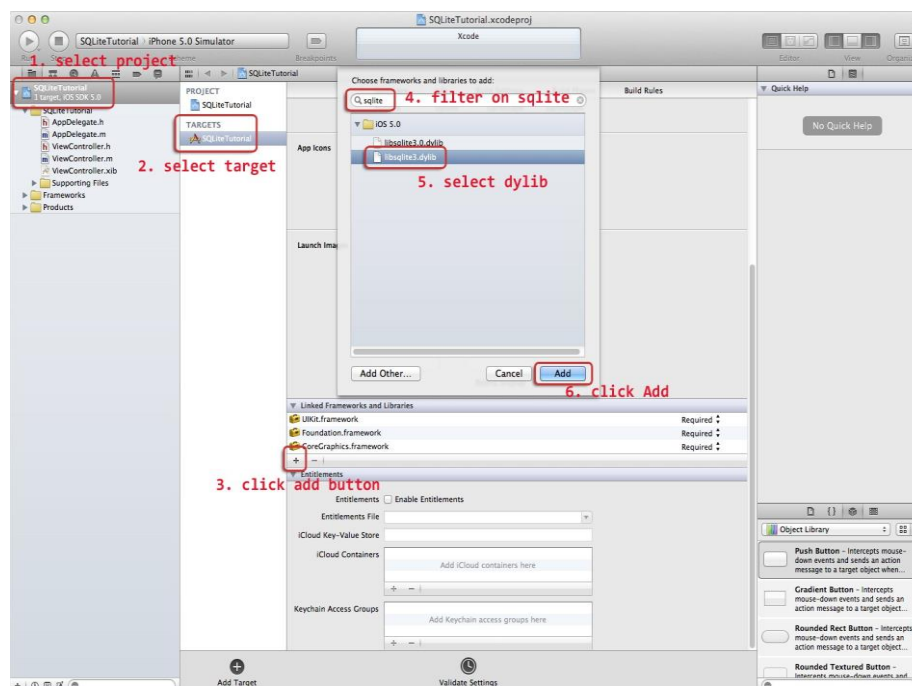 SQLiteTutorial.xcodeproj
SQLiteTutorial
iPhone 5.0 Simulator
Xcode
Breakpoints
Editor
View
1. select project
SQLiteTutorial
1 target, iOS SDK 5.0
SQLiteTutorial
AppDelegate.h
AppDelegate.m
ViewController.h
ViewController.m
ViewController.xib
Supporting Files
Frameworks
Products
SQLiteTutorial
PROJECT
SQLiteTutorial
TARGETS
SQLiteTutorial
2. select target
Build Rules
App Icons
Choose frameworks and libraries to add:
sqlite
4. filter on sqlite
iOS 5.0
libsqlite3.0.dylib
libsqlite3.dylib
5. select dylib
Add Other...
Cancel
Add
6. click Add
Linked Frameworks and Libraries
UIKit.framework
Required
Foundation.framework
Required
CoreGraphics.framework
Required
3. click add button
Entitlements
Entitlements
Enable Entitlements
Entitlements File
iCloud Key-Value Store
iCloud Containers
Add iCloud containers here
Keychain Access Groups
Add Keychain access groups here
Add Target
Validate Settings
Quick Help
No Quick Help
Object Library
Push Button - Intercepts mouse-
down events and sends an action
message to a target object when...
Gradient Button - Intercepts
mouse-down events and sends an
action message to a target object...
Rounded Rect Button - Intercepts
mouse-down events and sends an
action message to a target object...
Rounded Textured Button -
Intercepts mouse-down events and